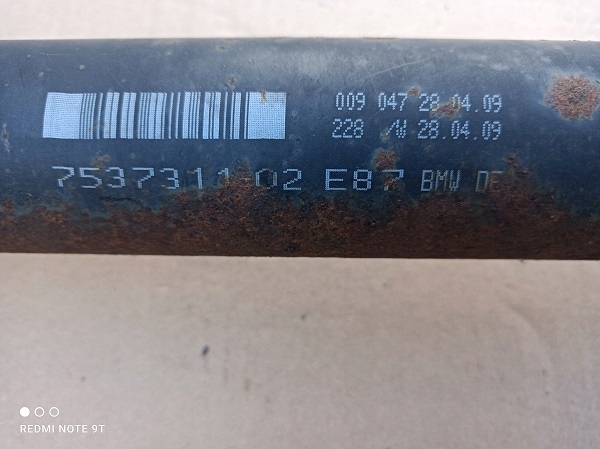 009 047 28.04.09
228 /W 28.04.09
7537311 02 E87 BMW DE
REDMI NOTE 9T